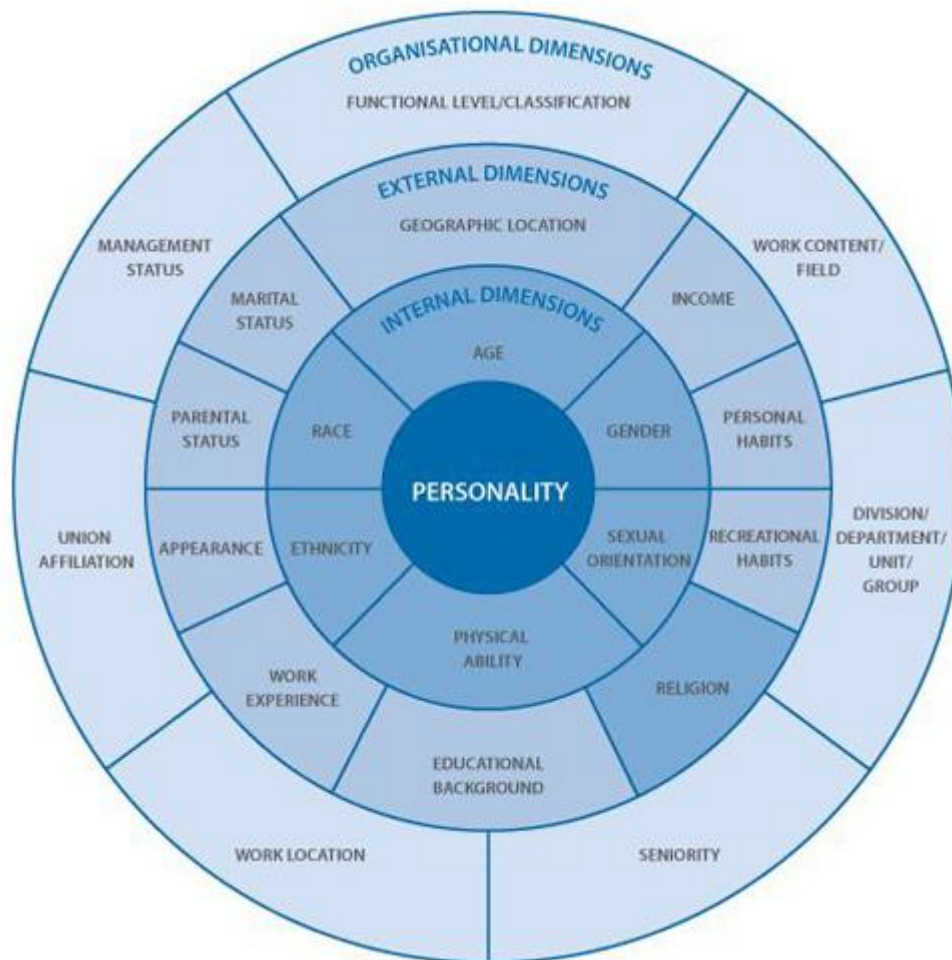 ORGANISATIONAL DIMENSIONS
FUNCTIONAL LEVEL/CLASSIFICATION
EXTERNAL DIMENSIONS
GEOGRAPHIC LOCATION
MANAGEMENT
STATUS
WORK CONTENT/
FIELD
MARITAL
STATUS
INCOME
INTERNAL DIMENSIONS
AGE
PARENTAL
STATUS
RACE
GENDER
PERSONAL
HABITS
PERSONALITY
UNION
AFFILIATION
APPEARANCE
ETHNICITY
SEXUAL
ORIENTATION
RECREATIONAL
HABITS
DIVISION/
DEPARTMENT/
UNIT/
GROUP
PHYSICAL
ABILITY
WORK
EXPERIENCE
RELIGION
EDUCATIONAL
BACKGROUND
WORK LOCATION
SENIORITY